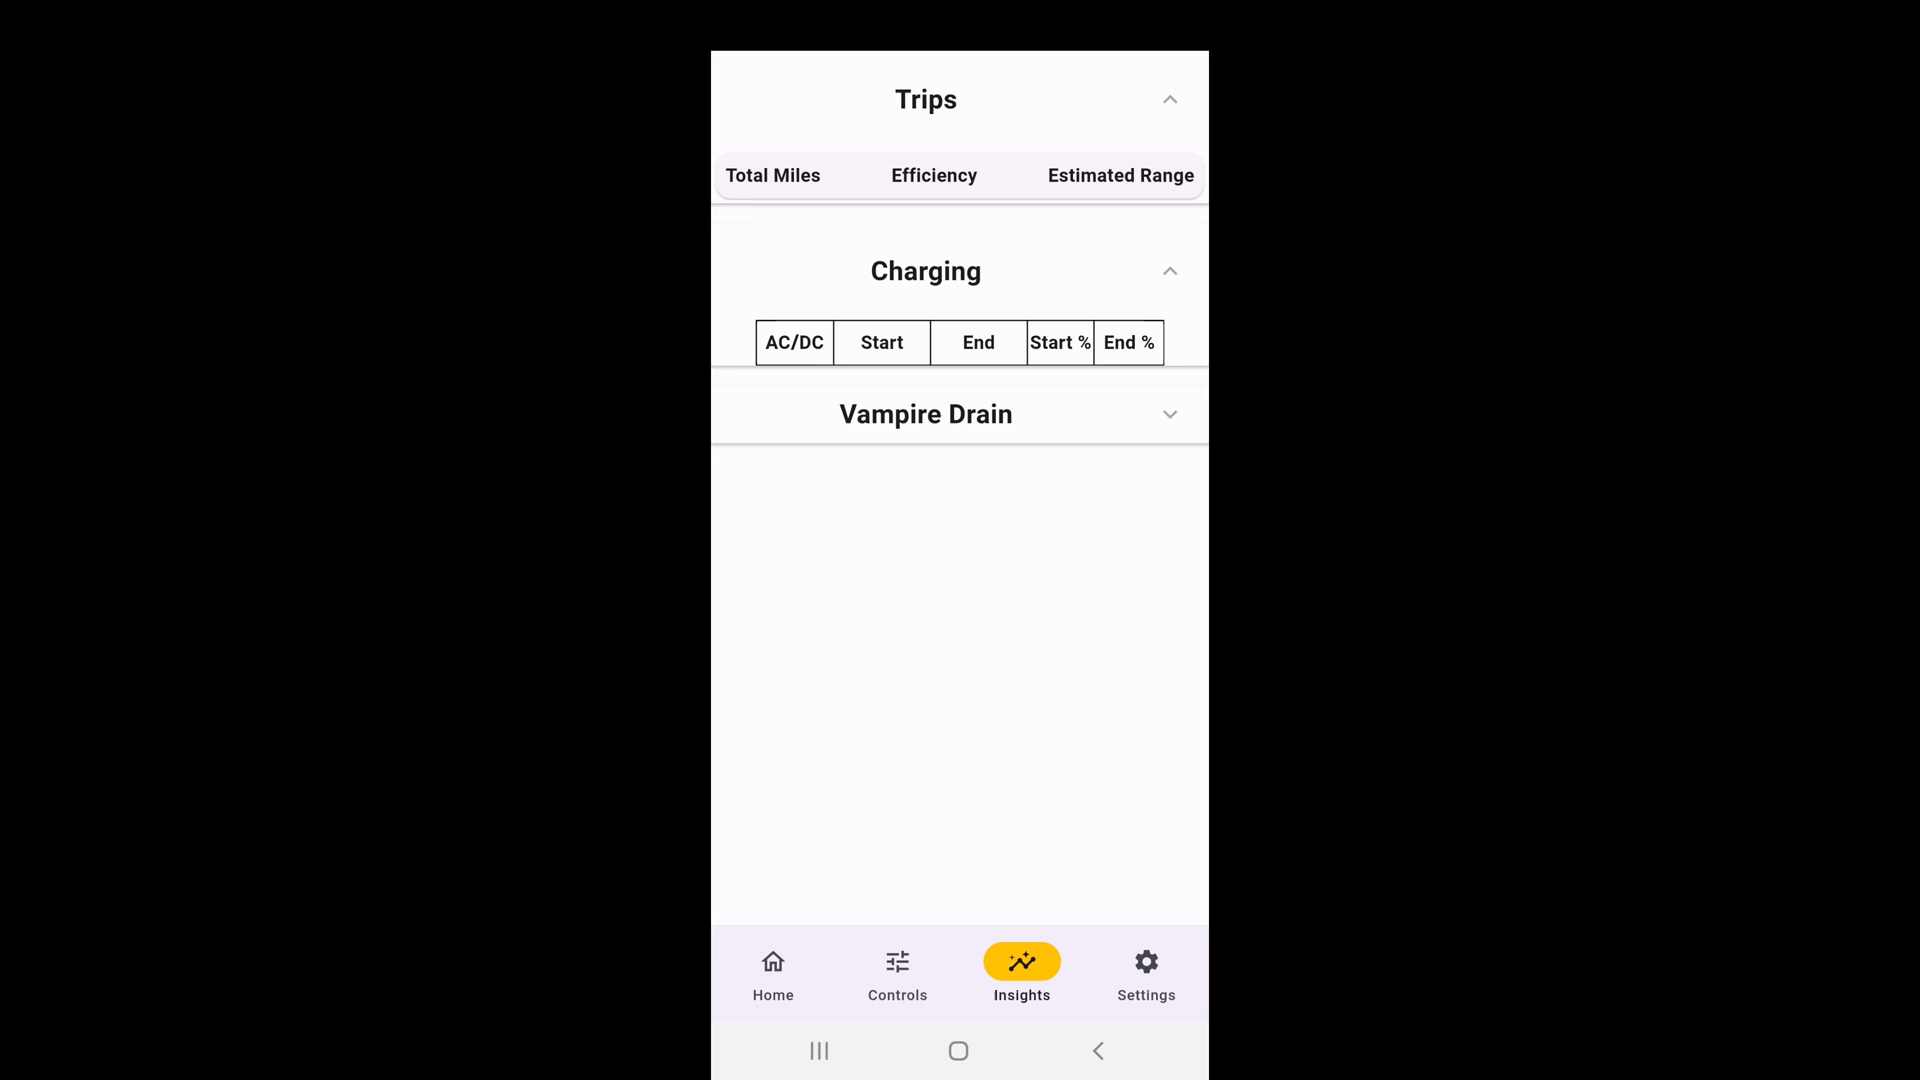 Trips
Total Miles Efficiency Estimated Range
Charging
AC/DC Start End Start % End %
Vampire Drain
Home Controls Insights Settings